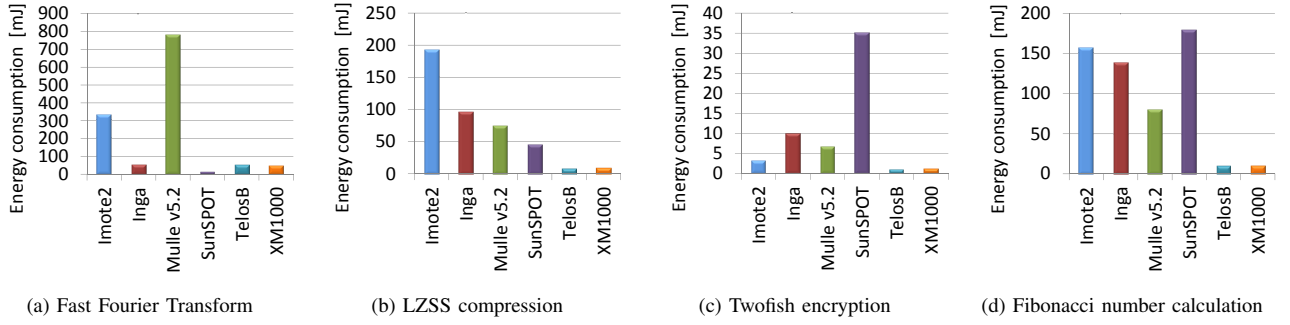 Energy consumption [mJ]
900
800
700
600
500
400
300
200
100
0
Imote2
Inga
Mulle v5.2
SunSPOT
TelosB
XM1000
(a) Fast Fourier Transform
Energy consumption [mJ]
250
200
150
100
50
0
Imote2
Inga
Mulle v5.2
SunSPOT
TelosB
XM1000
(b) LZSS compression
Energy consumption [mJ]
40
35
30
25
20
15
10
5
0
Imote2
Inga
Mulle v5.2
SunSPOT
TelosB
XM1000
(c) Twofish encryption
Energy consumption [mJ]
200
150
100
50
0
Imote2
Inga
Mulle v5.2
SunSPOT
TelosB
XM1000
(d) Fibonacci number calculation